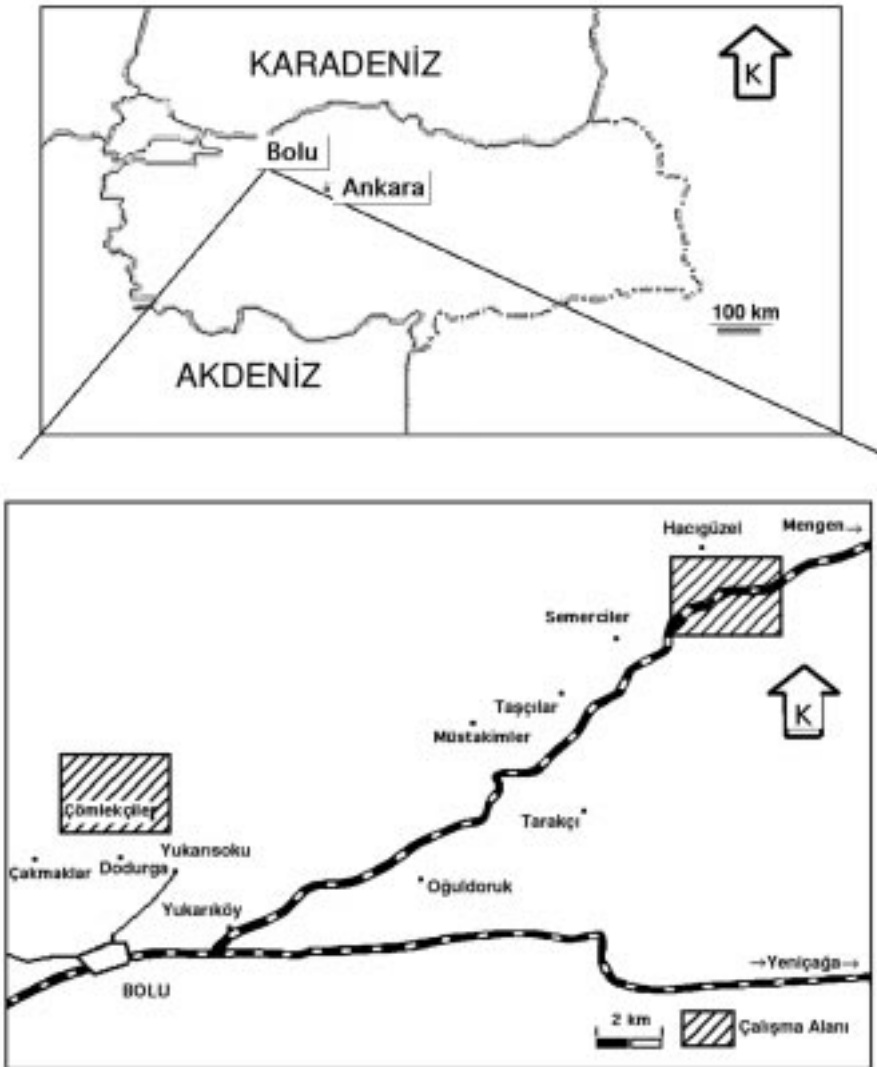 KARADENİZ
K
Bolu
Ankara
100 km
AKDENİZ
Hacıgüzel
Mengen→
Semerciler
K
Taşçılar
Müstakimler
Çömlekçiler
Tarakçı
Yukarısoku
Çakmaklar
Dodurga
Oğuldoruk
Yukarıköy
→Yeniçağa→
BOLU
2 km
Çalışma Alanı